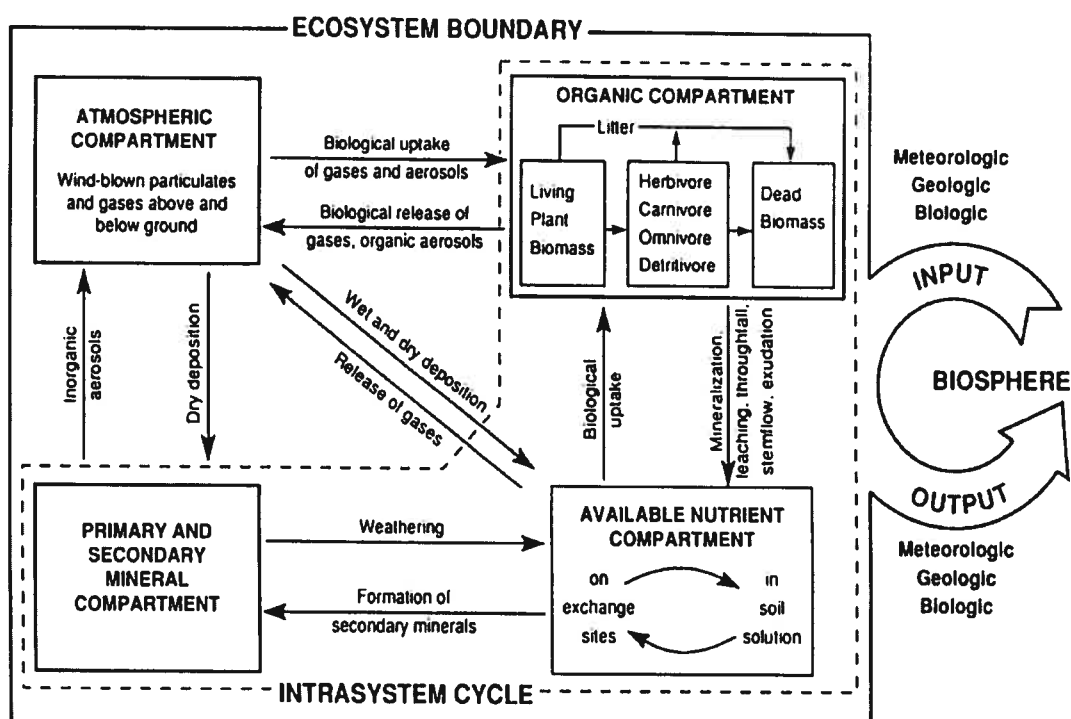 ECOSYSTEM BOUNDARY
ATMOSPHERIC
COMPARTMENT
Wind-blown particulates
and gases above and
below ground
Biological uptake
of gases and aerosols
Biological release of
gases, organic aerosols
ORGANIC COMPARTMENT
Litter
Living
Plant
Biomass
Herbivore
Carnivore
Omnivore
Detritivore
Dead
Biomass
Meteorologic
Geologic
Biologic
INPUT
BIOSPHERE
OUTPUT
Meteorologic
Geologic
Biologic
Inorganic
aerosols
Dry deposition
Wet and dry deposition
Release of gases
Biological
uptake
Mineralization,
leaching, throughfall,
stemflow, exudation
PRIMARY AND
SECONDARY
MINERAL
COMPARTMENT
Weathering
Formation of
secondary minerals
AVAILABLE NUTRIENT
COMPARTMENT
on
exchange
sites
in
soil
solution
INTRASYSTEM CYCLE